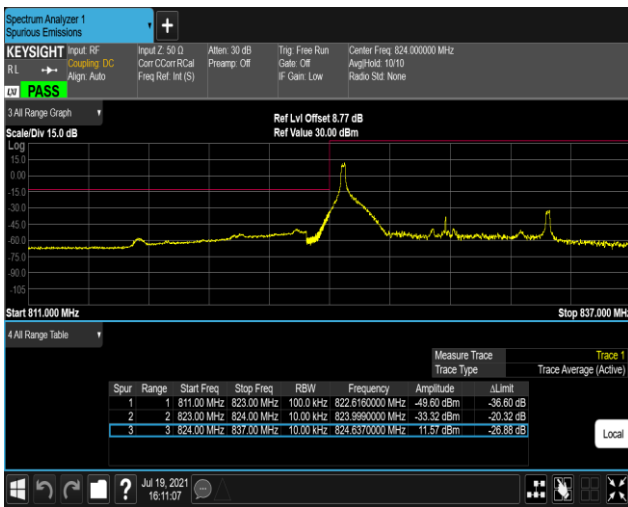 Spectrum Analyzer 1
Spurious Emissions
+
KEYSIGHT Input: RF Input Z: 50 Ω Atten: 30 dB Trig: Free Run Center Freq: 824.000000 MHz
RL Coupling: DC Corr CCorr RCal Preamp: Off Gate: Off Avg|Hold: 10/10
Align: Auto Freq Ref: Int (S) IF Gain: Low Radio Std: None
LXI PASS
3 All Range Graph
Ref Lvl Offset 8.77 dB
Scale/Div 15.0 dB Ref Value 30.00 dBm
Log
15.0
0.00
-15.0
-30.0
-45.0
-60.0
-75.0
-90.0
-105
Start 811.000 MHz Stop 837.000 MHz
4 All Range Table
Measure Trace Trace 1
Trace Type Trace Average (Active)
Spur Range Start Freq Stop Freq RBW Frequency Amplitude ΔLimit
1 1 811.00 MHz 823.00 MHz 100.0 kHz 822.6160000 MHz -49.60 dBm -36.60 dB
2 2 823.00 MHz 824.00 MHz 10.00 kHz 823.9990000 MHz -33.32 dBm -20.32 dB
3 3 824.00 MHz 837.00 MHz 10.00 kHz 824.6370000 MHz 11.57 dBm -26.88 dB
Local
? Jul 19, 2021
16:11:07